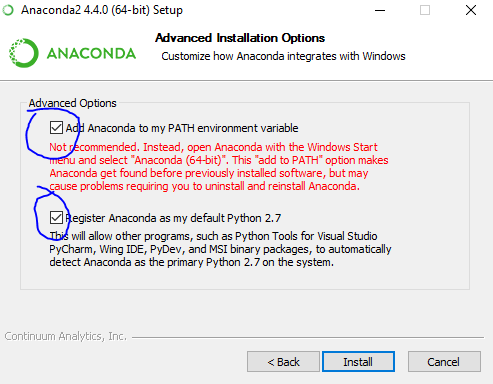 Anaconda2 4.4.0 (64-bit) Setup
ANACONDA
Advanced Installation Options
Customize how Anaconda integrates with Windows
Advanced Options
Add Anaconda to my PATH environment variable
Not recommended. Instead, open Anaconda with the Windows Start
menu and select "Anaconda (64-bit)". This "add to PATH" option makes
Anaconda get found before previously installed software, but may
cause problems requiring you to uninstall and reinstall Anaconda.
Register Anaconda as my default Python 2.7
This will allow other programs, such as Python Tools for Visual Studio
PyCharm, Wing IDE, PyDev, and MSI binary packages, to automatically
detect Anaconda as the primary Python 2.7 on the system.
Continuum Analytics, Inc.
< Back
Install
Cancel